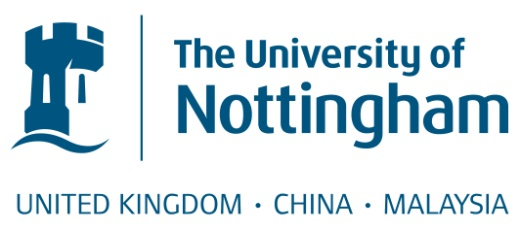 The University of
Nottingham
UNITED KINGDOM · CHINA · MALAYSIA